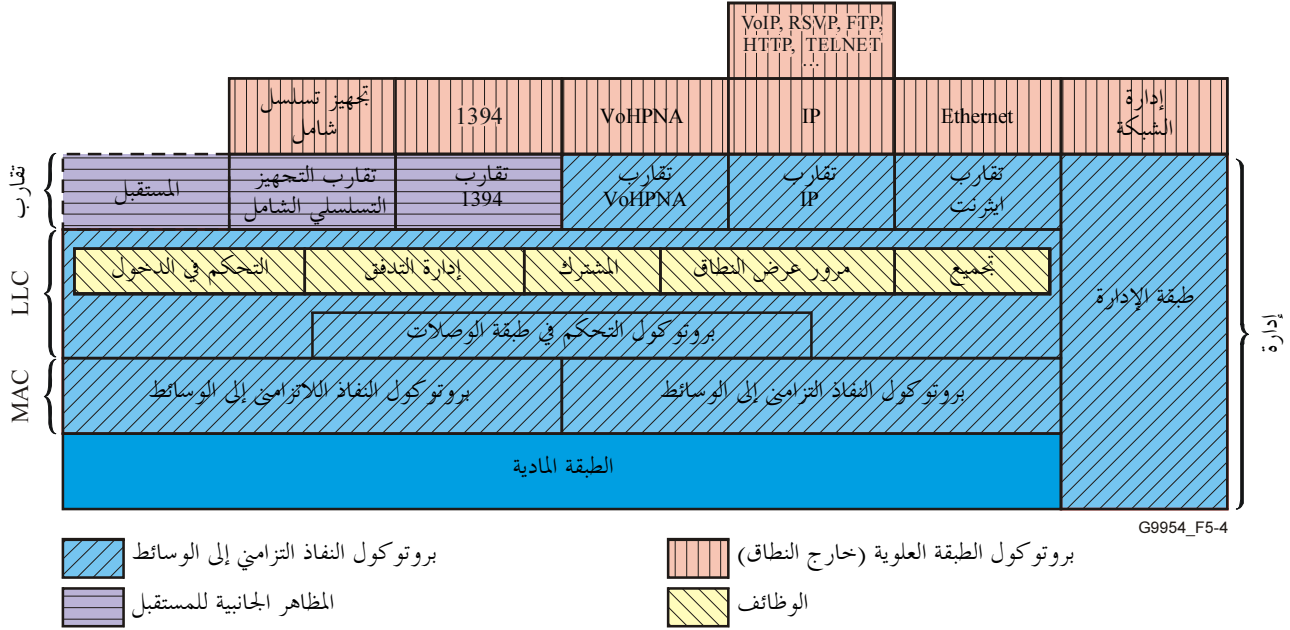 VoIP, RSVP, FTP,
HTTP, TELNET
...
إدارة
الشبكة
Ethernet
IP
VoHPNA
1394
تجهيز تسلسل
شامل
تقارب
تقارب
ايثرنت
تقارب
IP
تقارب
VoHPNA
تقارب
1394
تقارب التجهيز
التسلسلي الشامل
المستقبل
LLC
تجميع
مرور عرض النطاق
المشترك
إدارة التدفق
التحكم في الدخول
بروتوكول التحكم في طبقة الوصلات
طبقة الإدارة
إدارة
MAC
بروتوكول النفاذ التزامني إلى الوسائط
بروتوكول النفاذ اللاتزامني إلى الوسائط
الطبقة المادية
G9954_F5-4
بروتوكول الطبقة العلوية (خارج النطاق)
بروتوكول النفاذ التزامني إلى الوسائط
الوظائف
المظاهر الجانبية للمستقبل